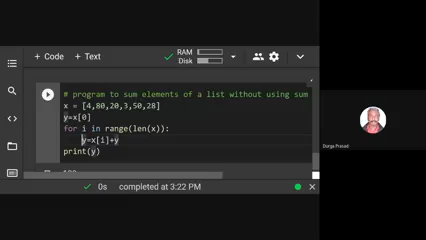 + Code + Text
RAM
Disk
# program to sum elements of a list without using sum
x = [4,80,20,3,50,28]
y=x[0]
for i in range(len(x)):
y=x[i]+y
print(y)
0s completed at 3:22 PM
Dorga Prasad